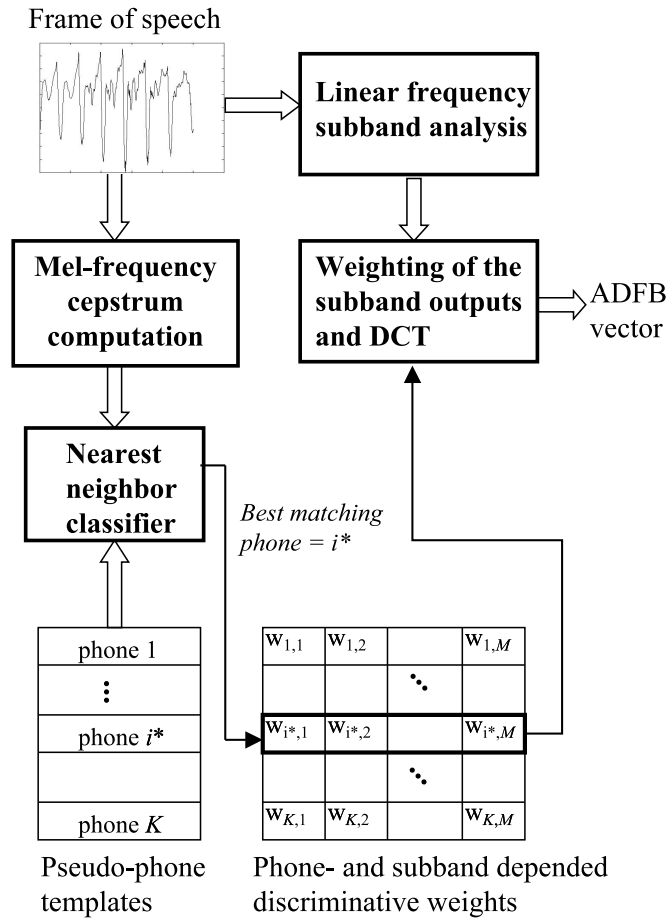 Frame of speech
Linear frequency
subband analysis
Mel-frequency
cepstrum
computation
Weighting of the
subband outputs
and DCT
ADFB
vector
Nearest
neighbor
classifier
Best matching
phone = i*
phone 1
⋮
phone i*
phone K
w1,1 w1,2 w1,M
⋱
wi*,1 wi*,2 wi*,M
⋱
wK,1 wK,2 wK,M
Pseudo-phone
templates
Phone- and subband depended
discriminative weights